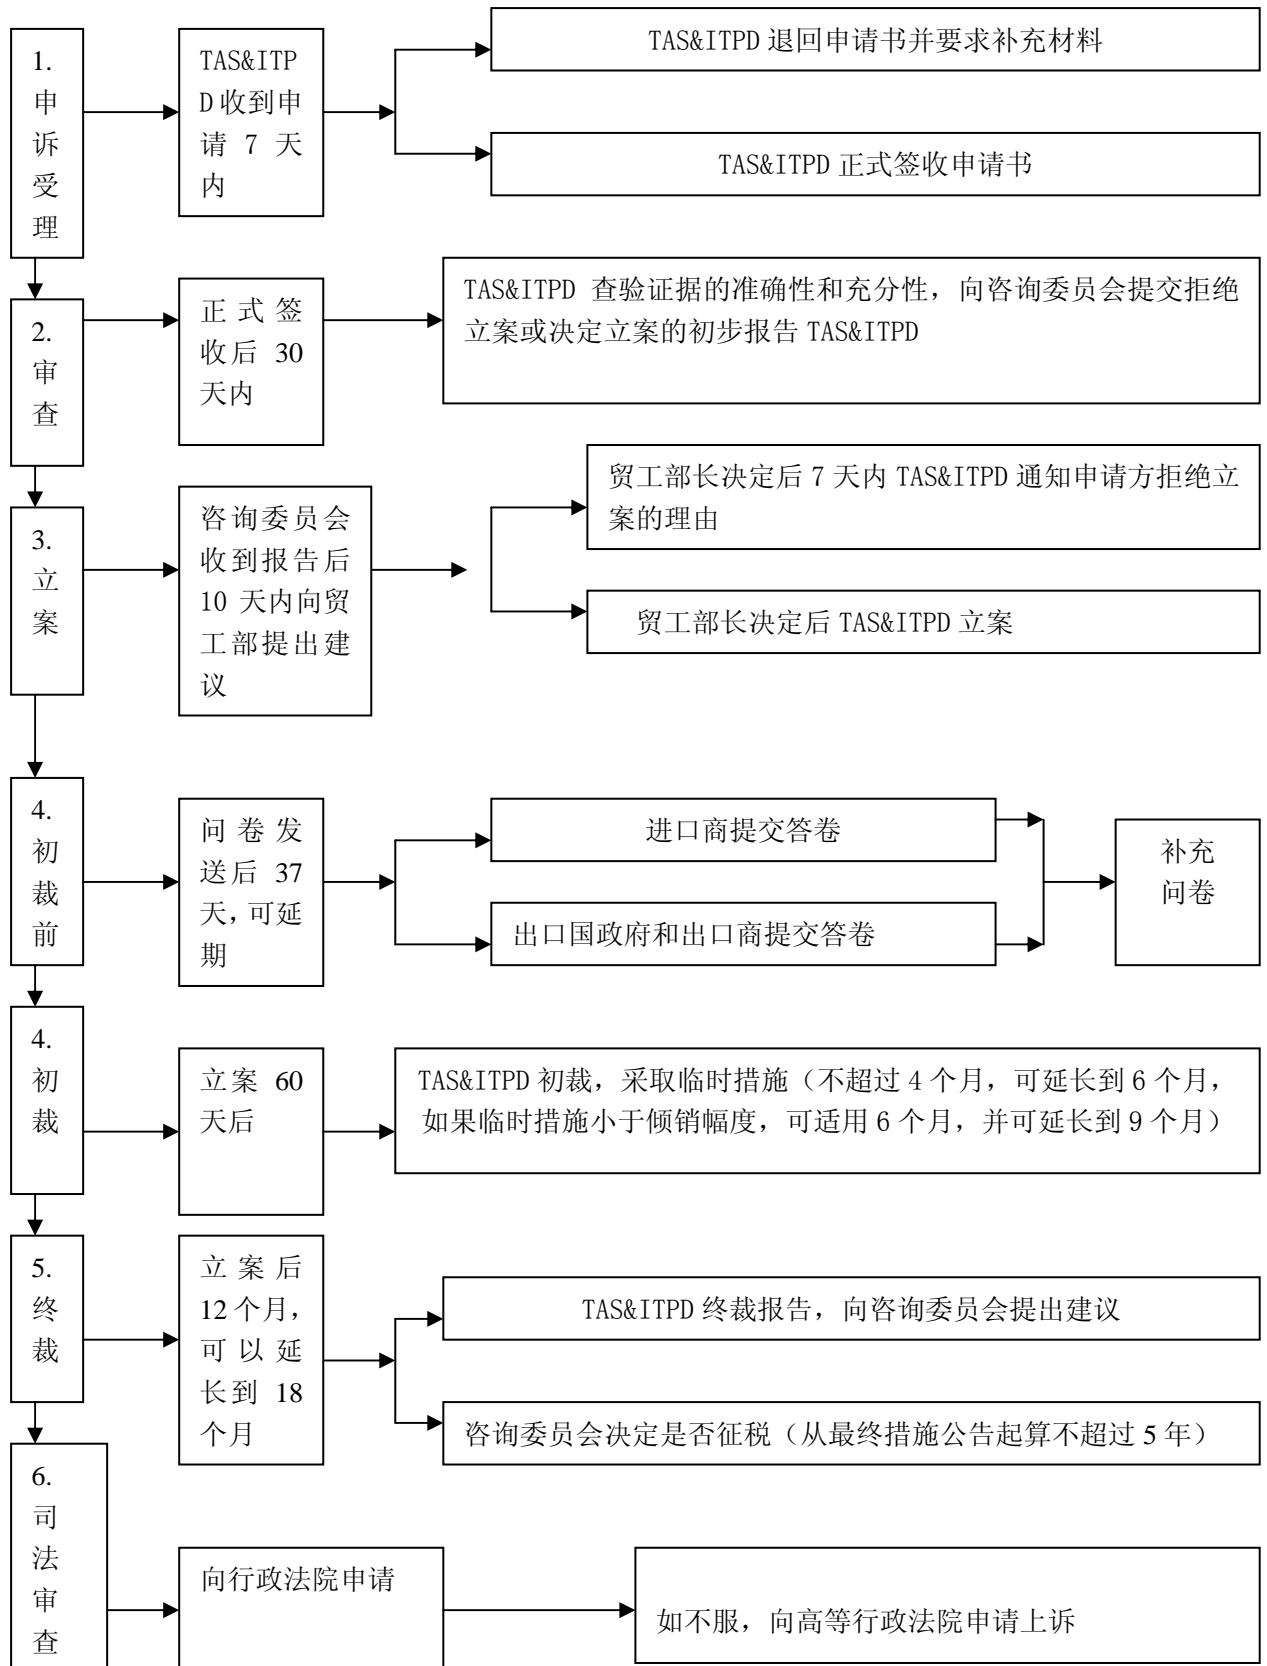 1.
申
诉
受
理
TAS&ITP
D收到申
请 7 天
内
TAS&ITPD 退回申请书并要求补充材料
TAS&ITPD 正式签收申请书
2.
审
查
正式签
收后 30
天内
TAS&ITPD 查验证据的准确性和充分性，向咨询委员会提交拒绝
立案或决定立案的初步报告 TAS&ITPD
3.
立
案
咨询委员会
收到报告后
10 天内向贸
工部提出建
议
贸工部长决定后 7 天内 TAS&ITPD 通知申请方拒绝立
案的理由
贸工部长决定后 TAS&ITPD 立案
4.
初
裁
前
问卷发
送后 37
天，可延
期
进口商提交答卷
出口国政府和出口商提交答卷
补充
问卷
4.
初
裁
立案 60
天后
TAS&ITPD 初裁，采取临时措施（不超过 4 个月，可延长到 6 个月，
如果临时措施小于倾销幅度，可适用 6 个月，并可延长到 9 个月）
5.
终
裁
立案后
12 个月，
可以延
长到 18
个月
TAS&ITPD 终裁报告，向咨询委员会提出建议
咨询委员会决定是否征税（从最终措施公告起算不超过 5 年）
6.
司
法
审
查
向行政法院申请
如不服，向高等行政法院申请上诉